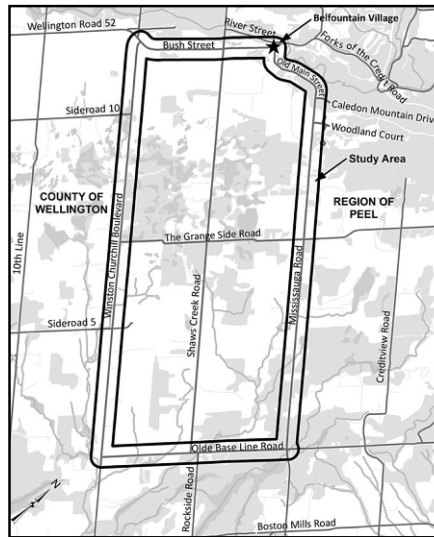 Wellington Road 52
River Street
Belfountain Village
Forks of the Credit Road
Bush Street
Old Main Street
Caledon Mountain Drive
Sideroad 10
Woodland Court
Study Area
COUNTY OF
WELLINGTON
REGION OF
PEEL
10th Line
Winston Churchill Boulevard
The Grange Side Road
Shaws Creek Road
Mississauga Road
Creditview Road
Sideroad 5
Olde Base Line Road
Rockside Road
Boston Mills Road